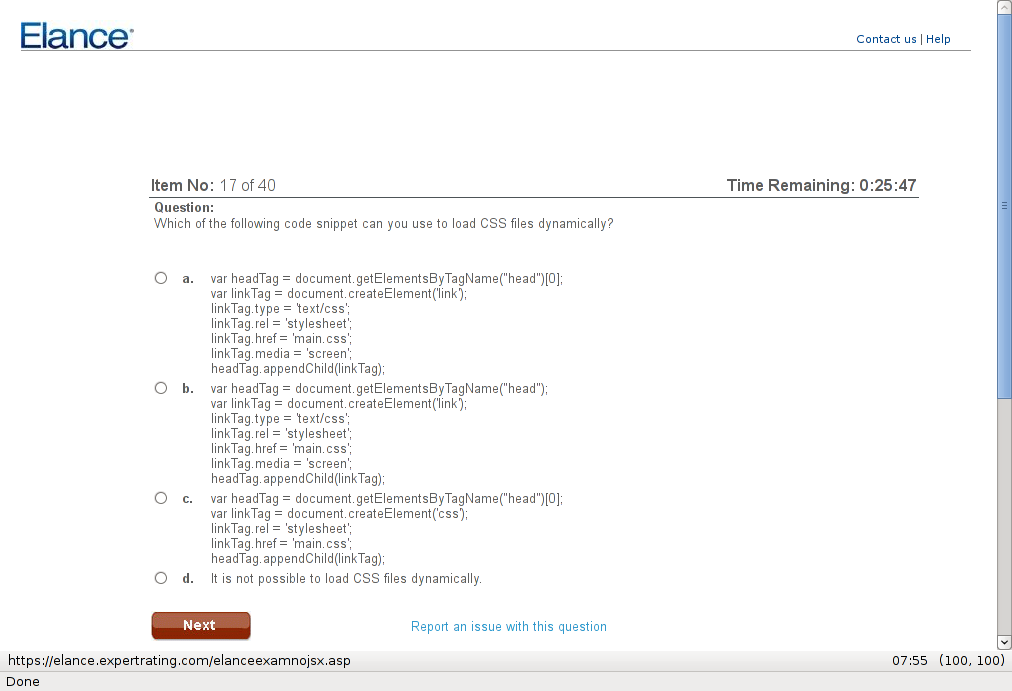 Elance
Contact us | Help
Item No: 17 of 40
Time Remaining: 0:25:47
Question:
Which of the following code snippet can you use to load CSS files dynamically?
a. var headTag = document.getElementsByTagName("head")[0];
var linkTag = document.createElement('link');
linkTag.type = 'text/css';
linkTag.rel = 'stylesheet';
linkTag.href = 'main.css';
linkTag.media = 'screen';
headTag.appendChild(linkTag);
b. var headTag = document.getElementsByTagName("head");
var linkTag = document.createElement('link');
linkTag.type = 'text/css';
linkTag.rel = 'stylesheet';
linkTag.href = 'main.css';
linkTag.media = 'screen';
headTag.appendChild(linkTag);
c. var headTag = document.getElementsByTagName("head")[0];
var linkTag = document.createElement('css');
linkTag.rel = 'stylesheet';
linkTag.href = 'main.css';
headTag.appendChild(linkTag);
d. It is not possible to load CSS files dynamically.
Next
Report an issue with this question
https://elance.expertrating.com/elanceexamnojsx.asp
07:55 (100, 100)
Done